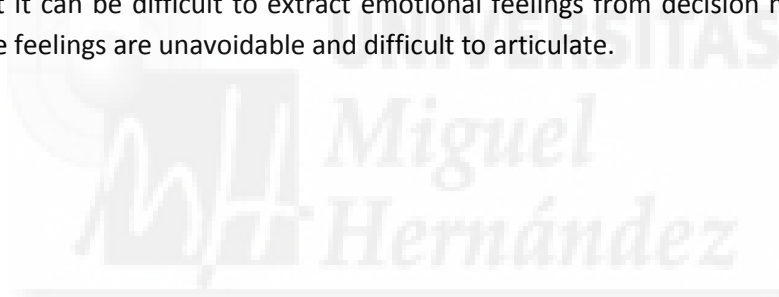 t it can be difficult to extract emotional feelings from decision
e feelings are unavoidable and difficult to articulate.
UNIVERSITAS
Miguel
Hernández